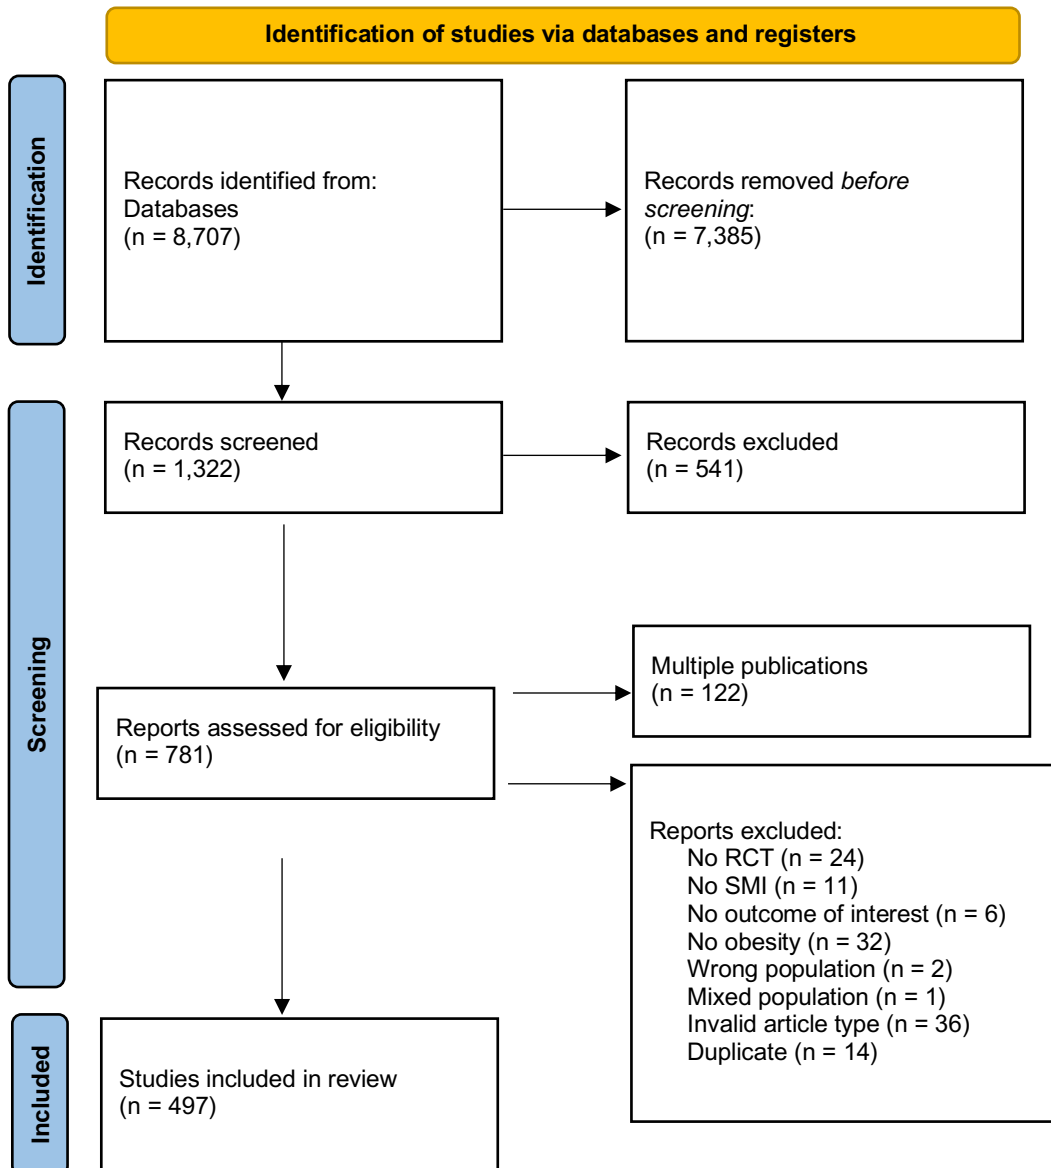 Identification of studies via databases and registers
Identification
Records identified from:
Databases
(n = 8,707)
Records removed before
screening:
(n = 7,385)
Screening
Records screened
(n = 1,322)
Records excluded
(n = 541)
Reports assessed for eligibility
(n = 781)
Multiple publications
(n = 122)
Reports excluded:
No RCT (n = 24)
No SMI (n = 11)
No outcome of interest (n = 6)
No obesity (n = 32)
Wrong population (n = 2)
Mixed population (n = 1)
Invalid article type (n = 36)
Duplicate (n = 14)
Included
Studies included in review
(n = 497)